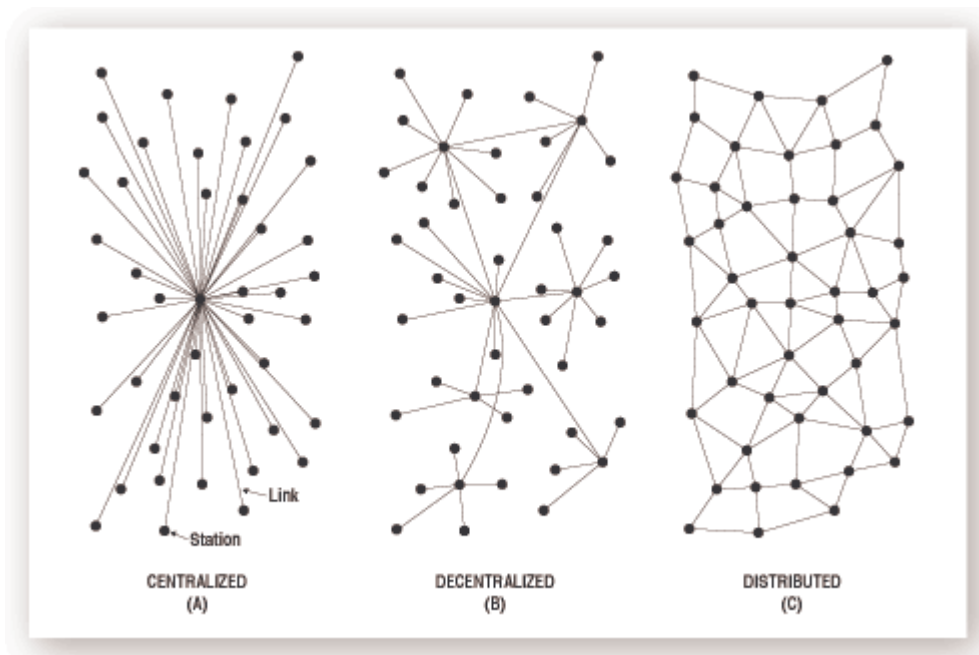 Link
Station
CENTRALIZED
(A)
DECENTRALIZED
(B)
DISTRIBUTED
(C)